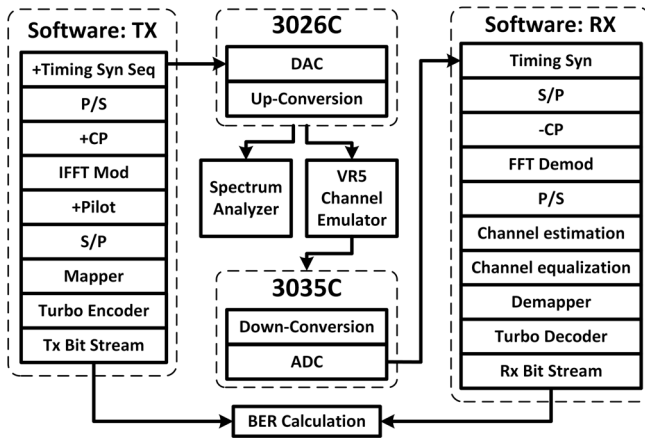 Software: TX
+Timing Syn Seq
P/S
+CP
IFFT Mod
+Pilot
S/P
Mapper
Turbo Encoder
Tx Bit Stream
3026C
DAC
Up-Conversion
Spectrum
Analyzer
VR5
Channel
Emulator
3035C
Down-Conversion
ADC
Software: RX
Timing Syn
S/P
-CP
FFT Demod
P/S
Channel estimation
Channel equalization
Demapper
Turbo Decoder
Rx Bit Stream
BER Calculation